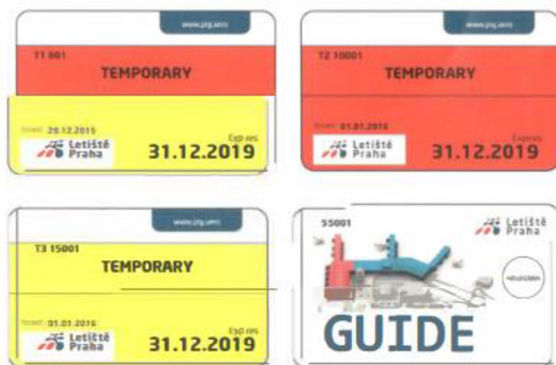 www.prg.aero
T1 001
TEMPORARY
Issued: 28.12.2015
Expires
Letiště
Praha
31.12.2019
www.prg.aero
T2 10001
TEMPORARY
Issued: 01.01.2016
Expires
Letiště
Praha
31.12.2019
www.prg.aero
T3 15001
TEMPORARY
Issued: 01.01.2016
Expires
Letiště
Praha
31.12.2019
55001
Letiště
Praha
HOLOGRAM
GUIDE